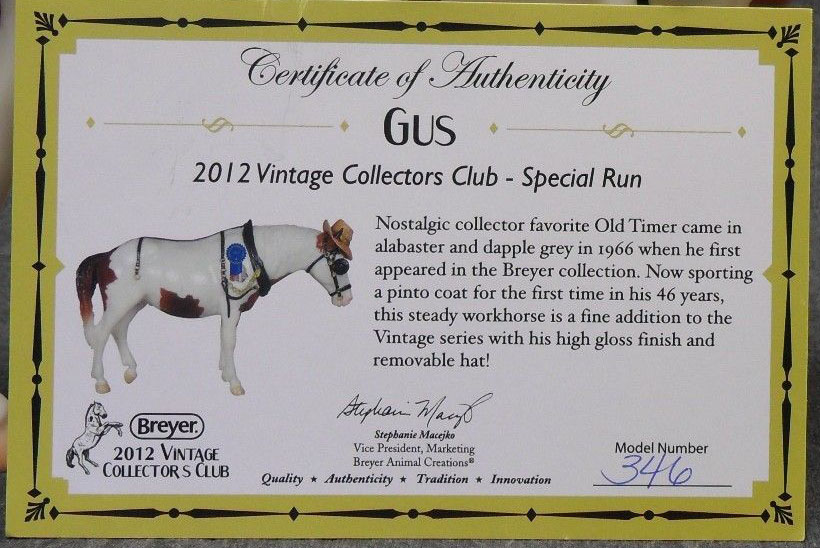 Certificate of Authenticity
GUS
2012 Vintage Collectors Club - Special Run
Nostalgic collector favorite Old Timer came in
alabaster and dapple grey in 1966 when he first
appeared in the Breyer collection. Now sporting
a pinto coat for the first time in his 46 years,
this steady workhorse is a fine addition to the
Vintage series with his high gloss finish and
removable hat!
Breyer.
2012 VINTAGE
COLLECTOR'S CLUB
Stephanie Macejko
Stephanie Macejko
Vice President, Marketing
Breyer Animal Creations®
Quality ★ Authenticity ★ Tradition ★ Innovation
Model Number
346